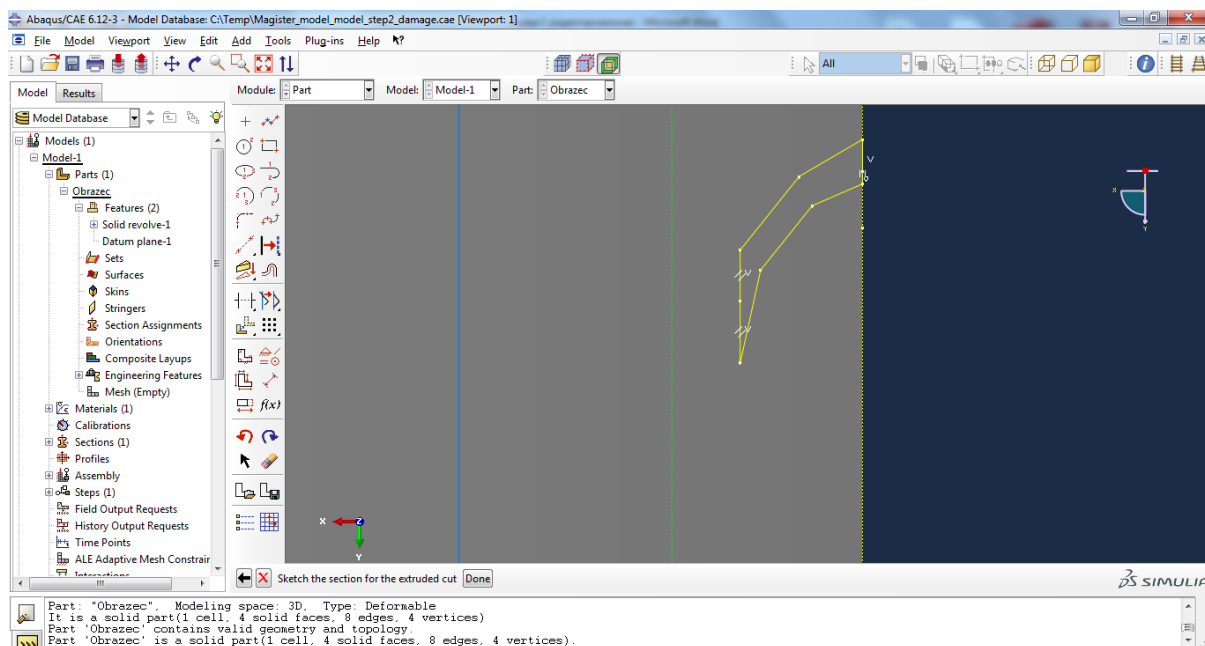 Abaqus/CAE 6.12-3 - Model Database: C:\Temp\Magister_model_model_step2_damage.cae [Viewport: 1]
File Model Viewport View Edit Add Tools Plug-ins Help
All
Model Results
Module: Part Model: Model-1 Part: Obrazec
Model Database
Models (1)
Model-1
Parts (1)
Obrazec
Features (2)
Solid revolve-1
Datum plane-1
Sets
Surfaces
Skins
Stringers
Section Assignments
Orientations
Composite Layups
Engineering Features
Mesh (Empty)
Materials (1)
Calibrations
Sections (1)
Profiles
Assembly
Steps (1)
Field Output Requests
History Output Requests
Time Points
ALE Adaptive Mesh Constrair
Interactions
f(x)
V
V
V
X
Y
X Z
Y
Sketch the section for the extruded cut Done
SIMULIA
Part: "Obrazec", Modeling space: 3D, Type: Deformable
It is a solid part(1 cell, 4 solid faces, 8 edges, 4 vertices)
Part 'Obrazec' contains valid geometry and topology.
Part 'Obrazec' is a solid part(1 cell, 4 solid faces, 8 edges, 4 vertices).